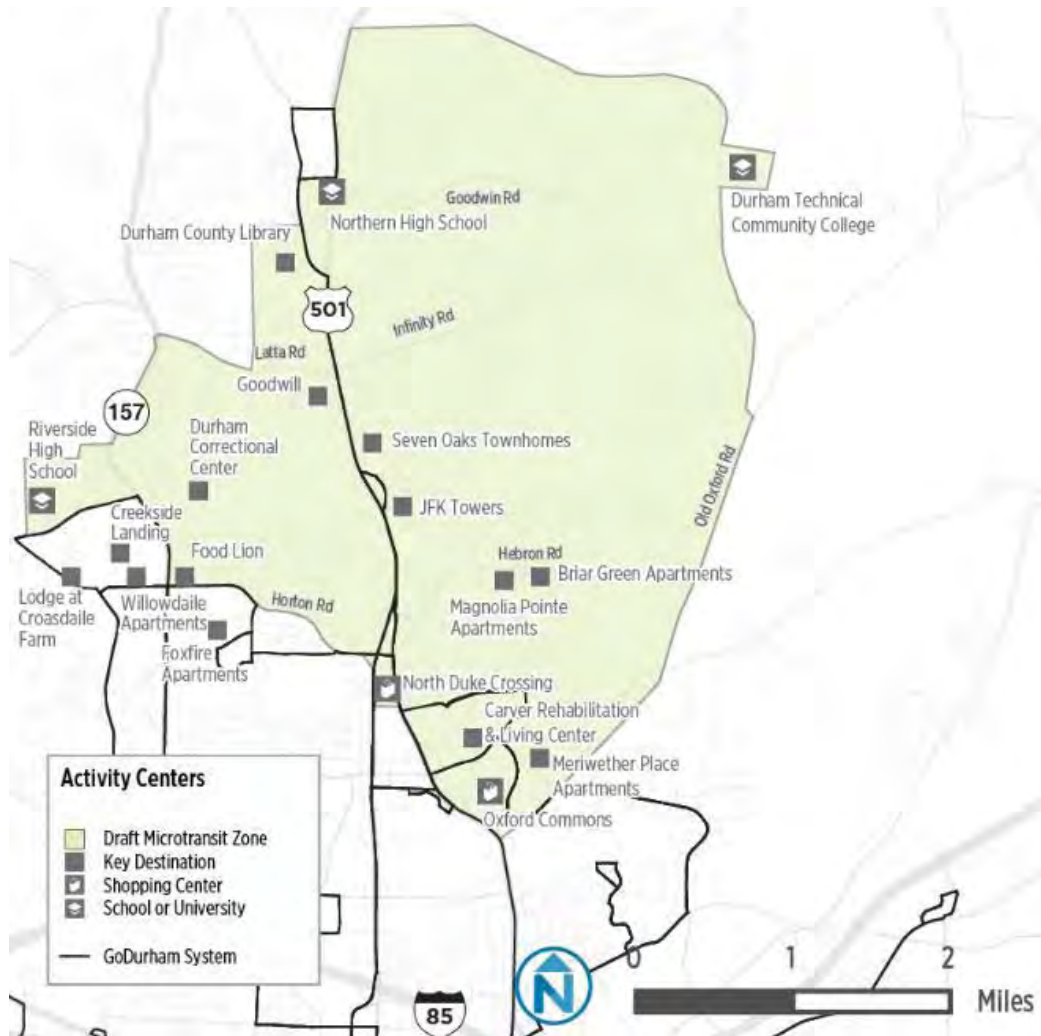 Goodwin Rd
Durham Technical
Community College
Northern High School
Durham County Library
501
Infinity Rd
Latta Rd
Goodwill
157
Riverside
High
School
Durham
Correctional
Center
Seven Oaks Townhomes
JFK Towers
Old Oxford Rd
Creekside
Landing
Food Lion
Hebron Rd
Briar Green Apartments
Magnolia Pointe
Apartments
Lodge at
Croasdaile
Farm
Willowdaile
Apartments
Horton Rd
Foxfire
Apartments
North Duke Crossing
Carver Rehabilitation
& Living Center
Meriwether Place
Apartments
Oxford Commons
Activity Centers
Draft Microtransit Zone
Key Destination
Shopping Center
School or University
GoDurham System
85
N
0 1 2
Miles